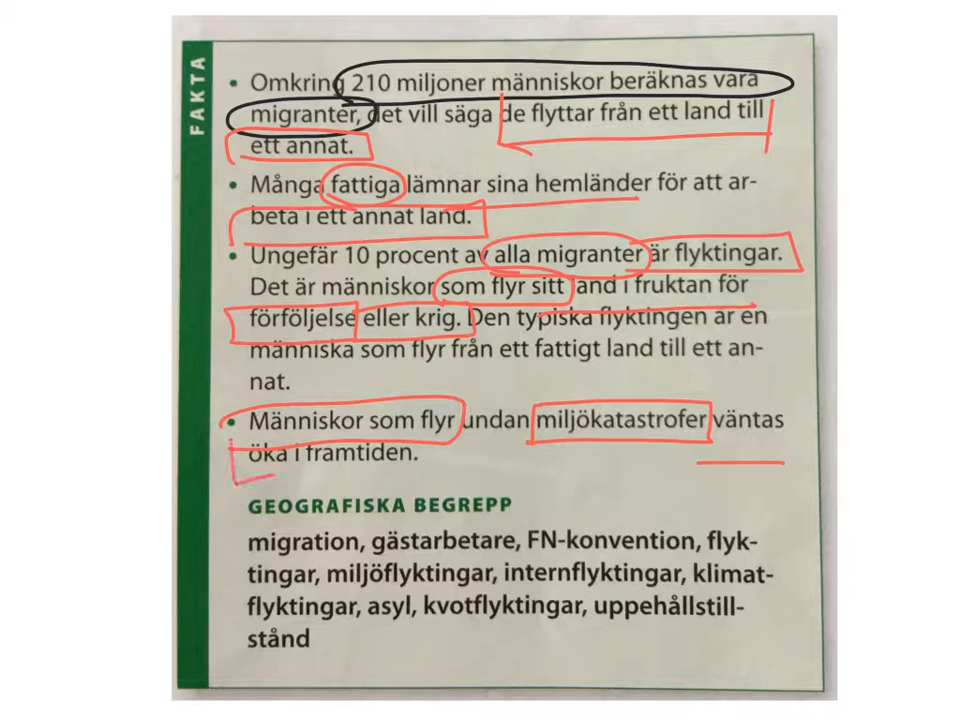 FAKTA
• Omkring 210 miljoner människor beräknas vara
migranter, det vill säga de flyttar från ett land till
ett annat.
• Många fattiga lämnar sina hemländer för att ar-
beta i ett annat land.
• Ungefär 10 procent av alla migranter är flyktingar.
Det är människor som flyr sitt land i fruktan för
förföljelse eller krig. Den typiska flyktingen är en
människa som flyr från ett fattigt land till ett an-
nat.
• Människor som flyr undan miljökatastrofer väntas
öka i framtiden.
GEOGRAFISKA BEGREPP
migration, gästarbetare, FN-konvention, flyk-
tingar, miljöflyktingar, internflyktingar, klimat-
flyktingar, asyl, kvotflyktingar, uppehållstill-
stånd